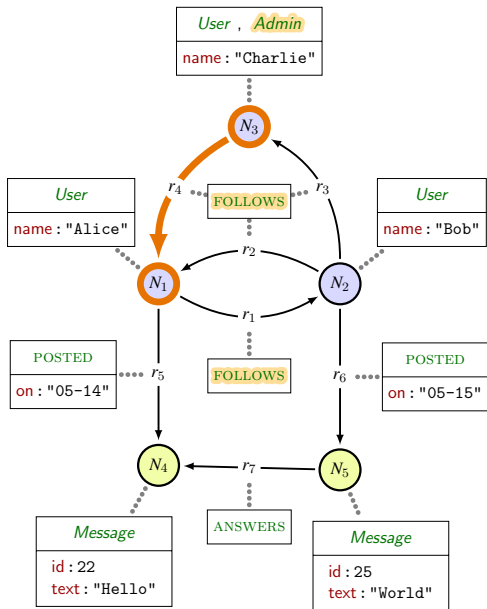 User , Admin
name : "Charlie"
N3
r4
r3
FOLLOWS
User
name : "Alice"
User
name : "Bob"
r2
N1
N2
r1
FOLLOWS
POSTED
on : "05-14"
r5
r6
POSTED
on : "05-15"
N4
r7
N5
ANSWERS
Message
id : 22
text : "Hello"
Message
id : 25
text : "World"